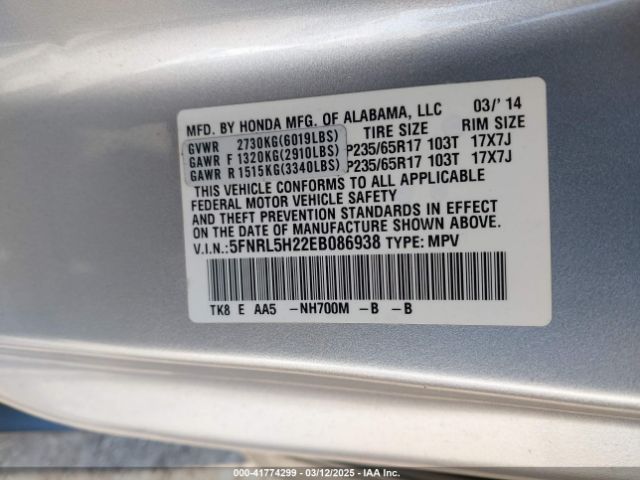 MFD. BY HONDA MFG. OF ALABAMA, LLC 03/'14
GVWR 2730KG(6019LBS) TIRE SIZE RIM SIZE
GAWR F 1320KG(2910LBS) P235/65R17 103T 17X7J
GAWR R 1515KG(3340LBS) P235/65R17 103T 17X7J
THIS VEHICLE CONFORMS TO ALL APPLICABLE
FEDERAL MOTOR VEHICLE SAFETY
AND THEFT PREVENTION STANDARDS IN EFFECT
ON THE DATE OF MANUFACTURE SHOWN ABOVE.
V.I.N.:5FNRL5H22EB086938 TYPE: MPV
TK8 E AA5 -NH700M -B -B
000-41774299 - 03/12/2025 - IAA Inc.